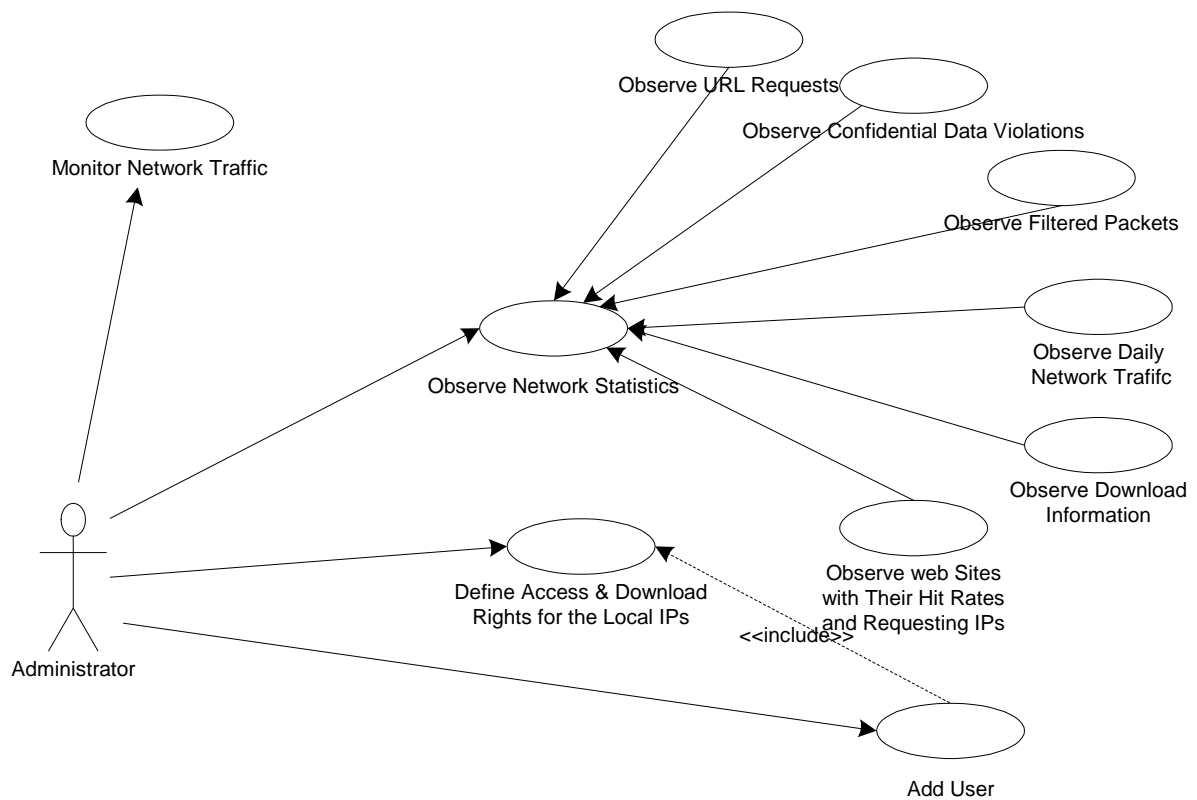 Observe URL Requests
Observe Confidential Data Violations
Monitor Network Traffic
Observe Filtered Packets
Observe Daily
Network Trafifc
Observe Network Statistics
Observe Download
Information
Observe web Sites
with Their Hit Rates
and Requesting IPs
Define Access & Download
Rights for the Local IPs
<<include>>
Administrator
Add User